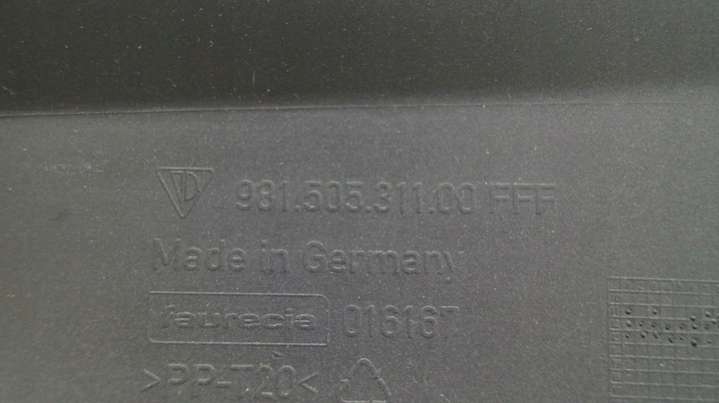 981.505.311.00 FFF
Made in Germany
faurecia 016167
>PP-T20<